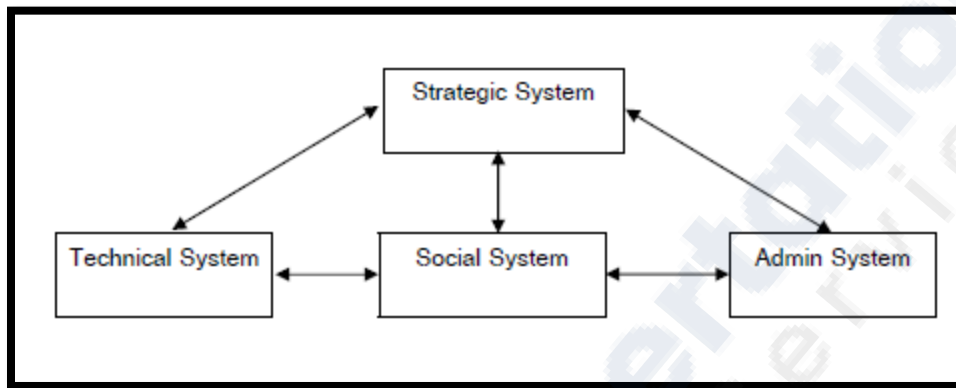 Strategic System
Technical System
Social System
Admin System